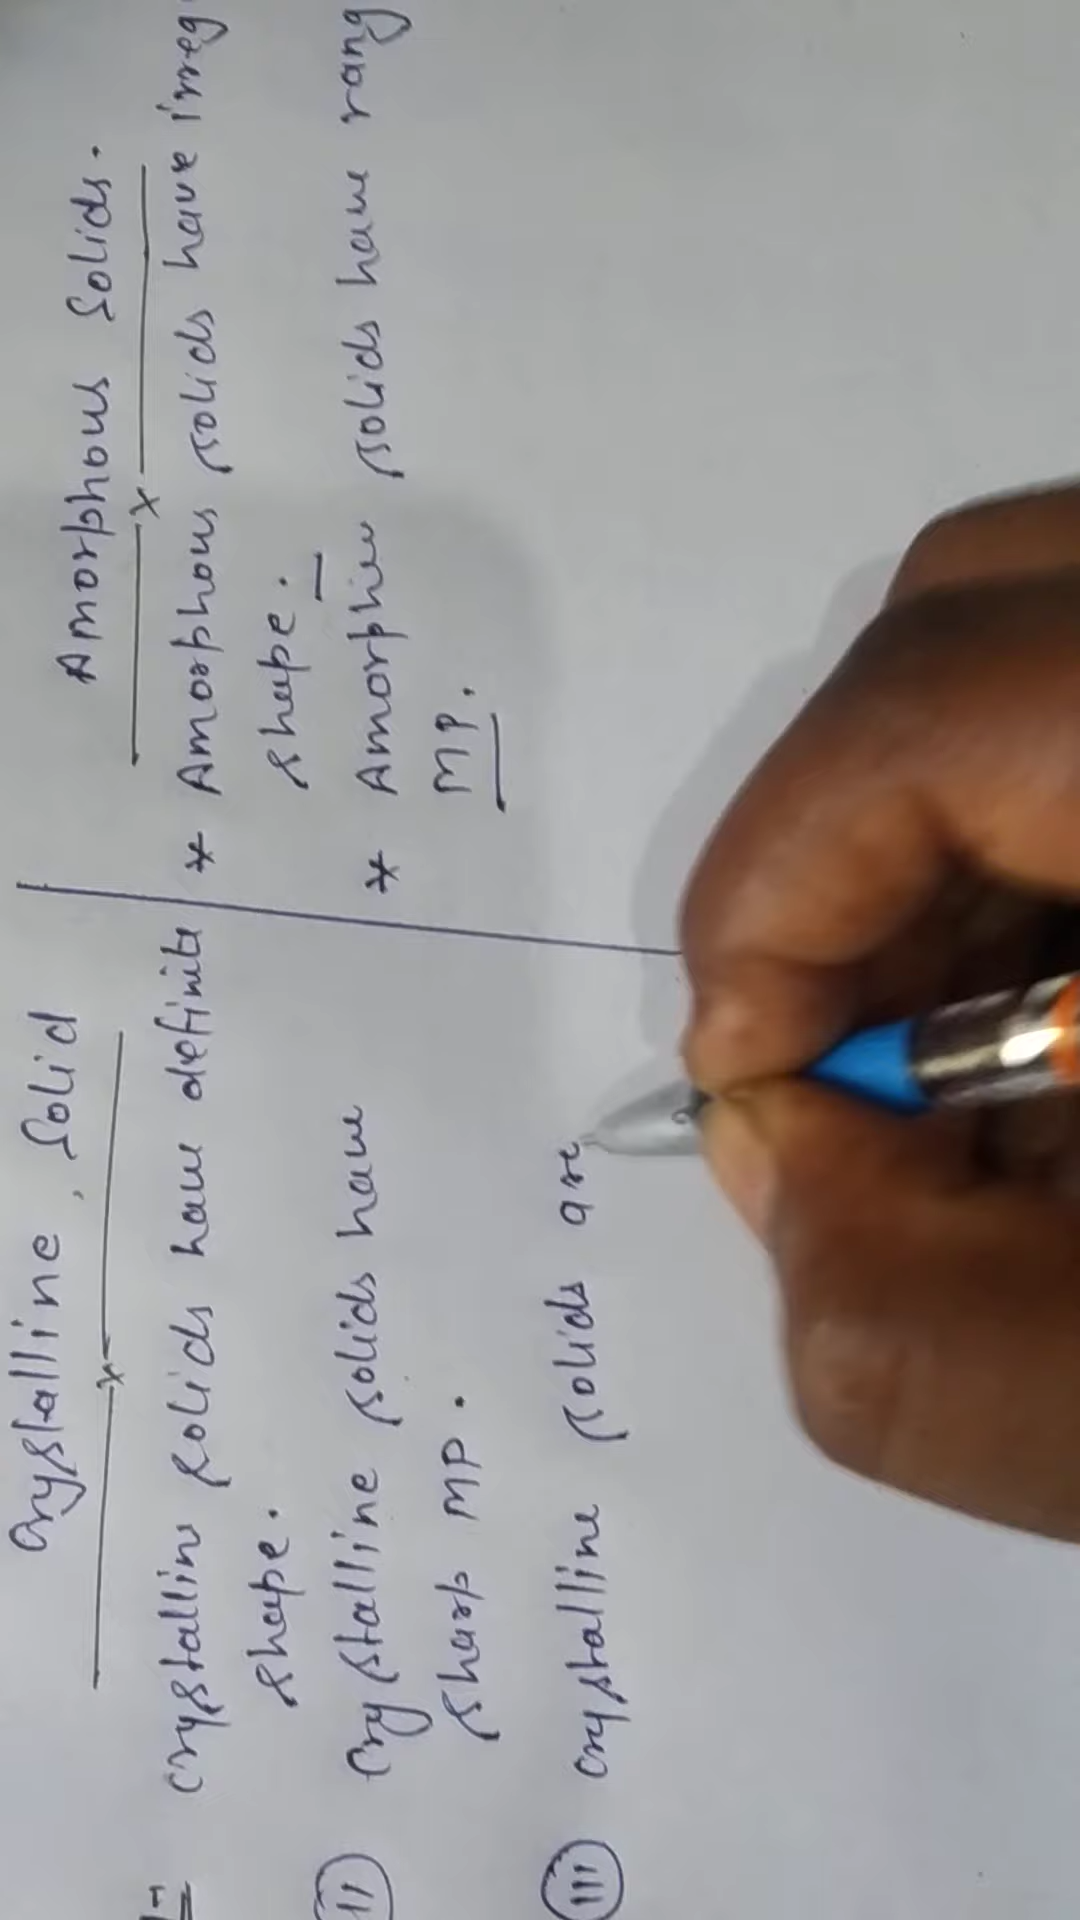 Crystalline Solid
Amorphous Solids.
crystallin solids have definite
shape.
* Amorphous solids have irreg
shape.
(ii) Crystalline solids have
sharp MP.
* Amorphous solids have rang
MP.
(iii) crystalline solids are